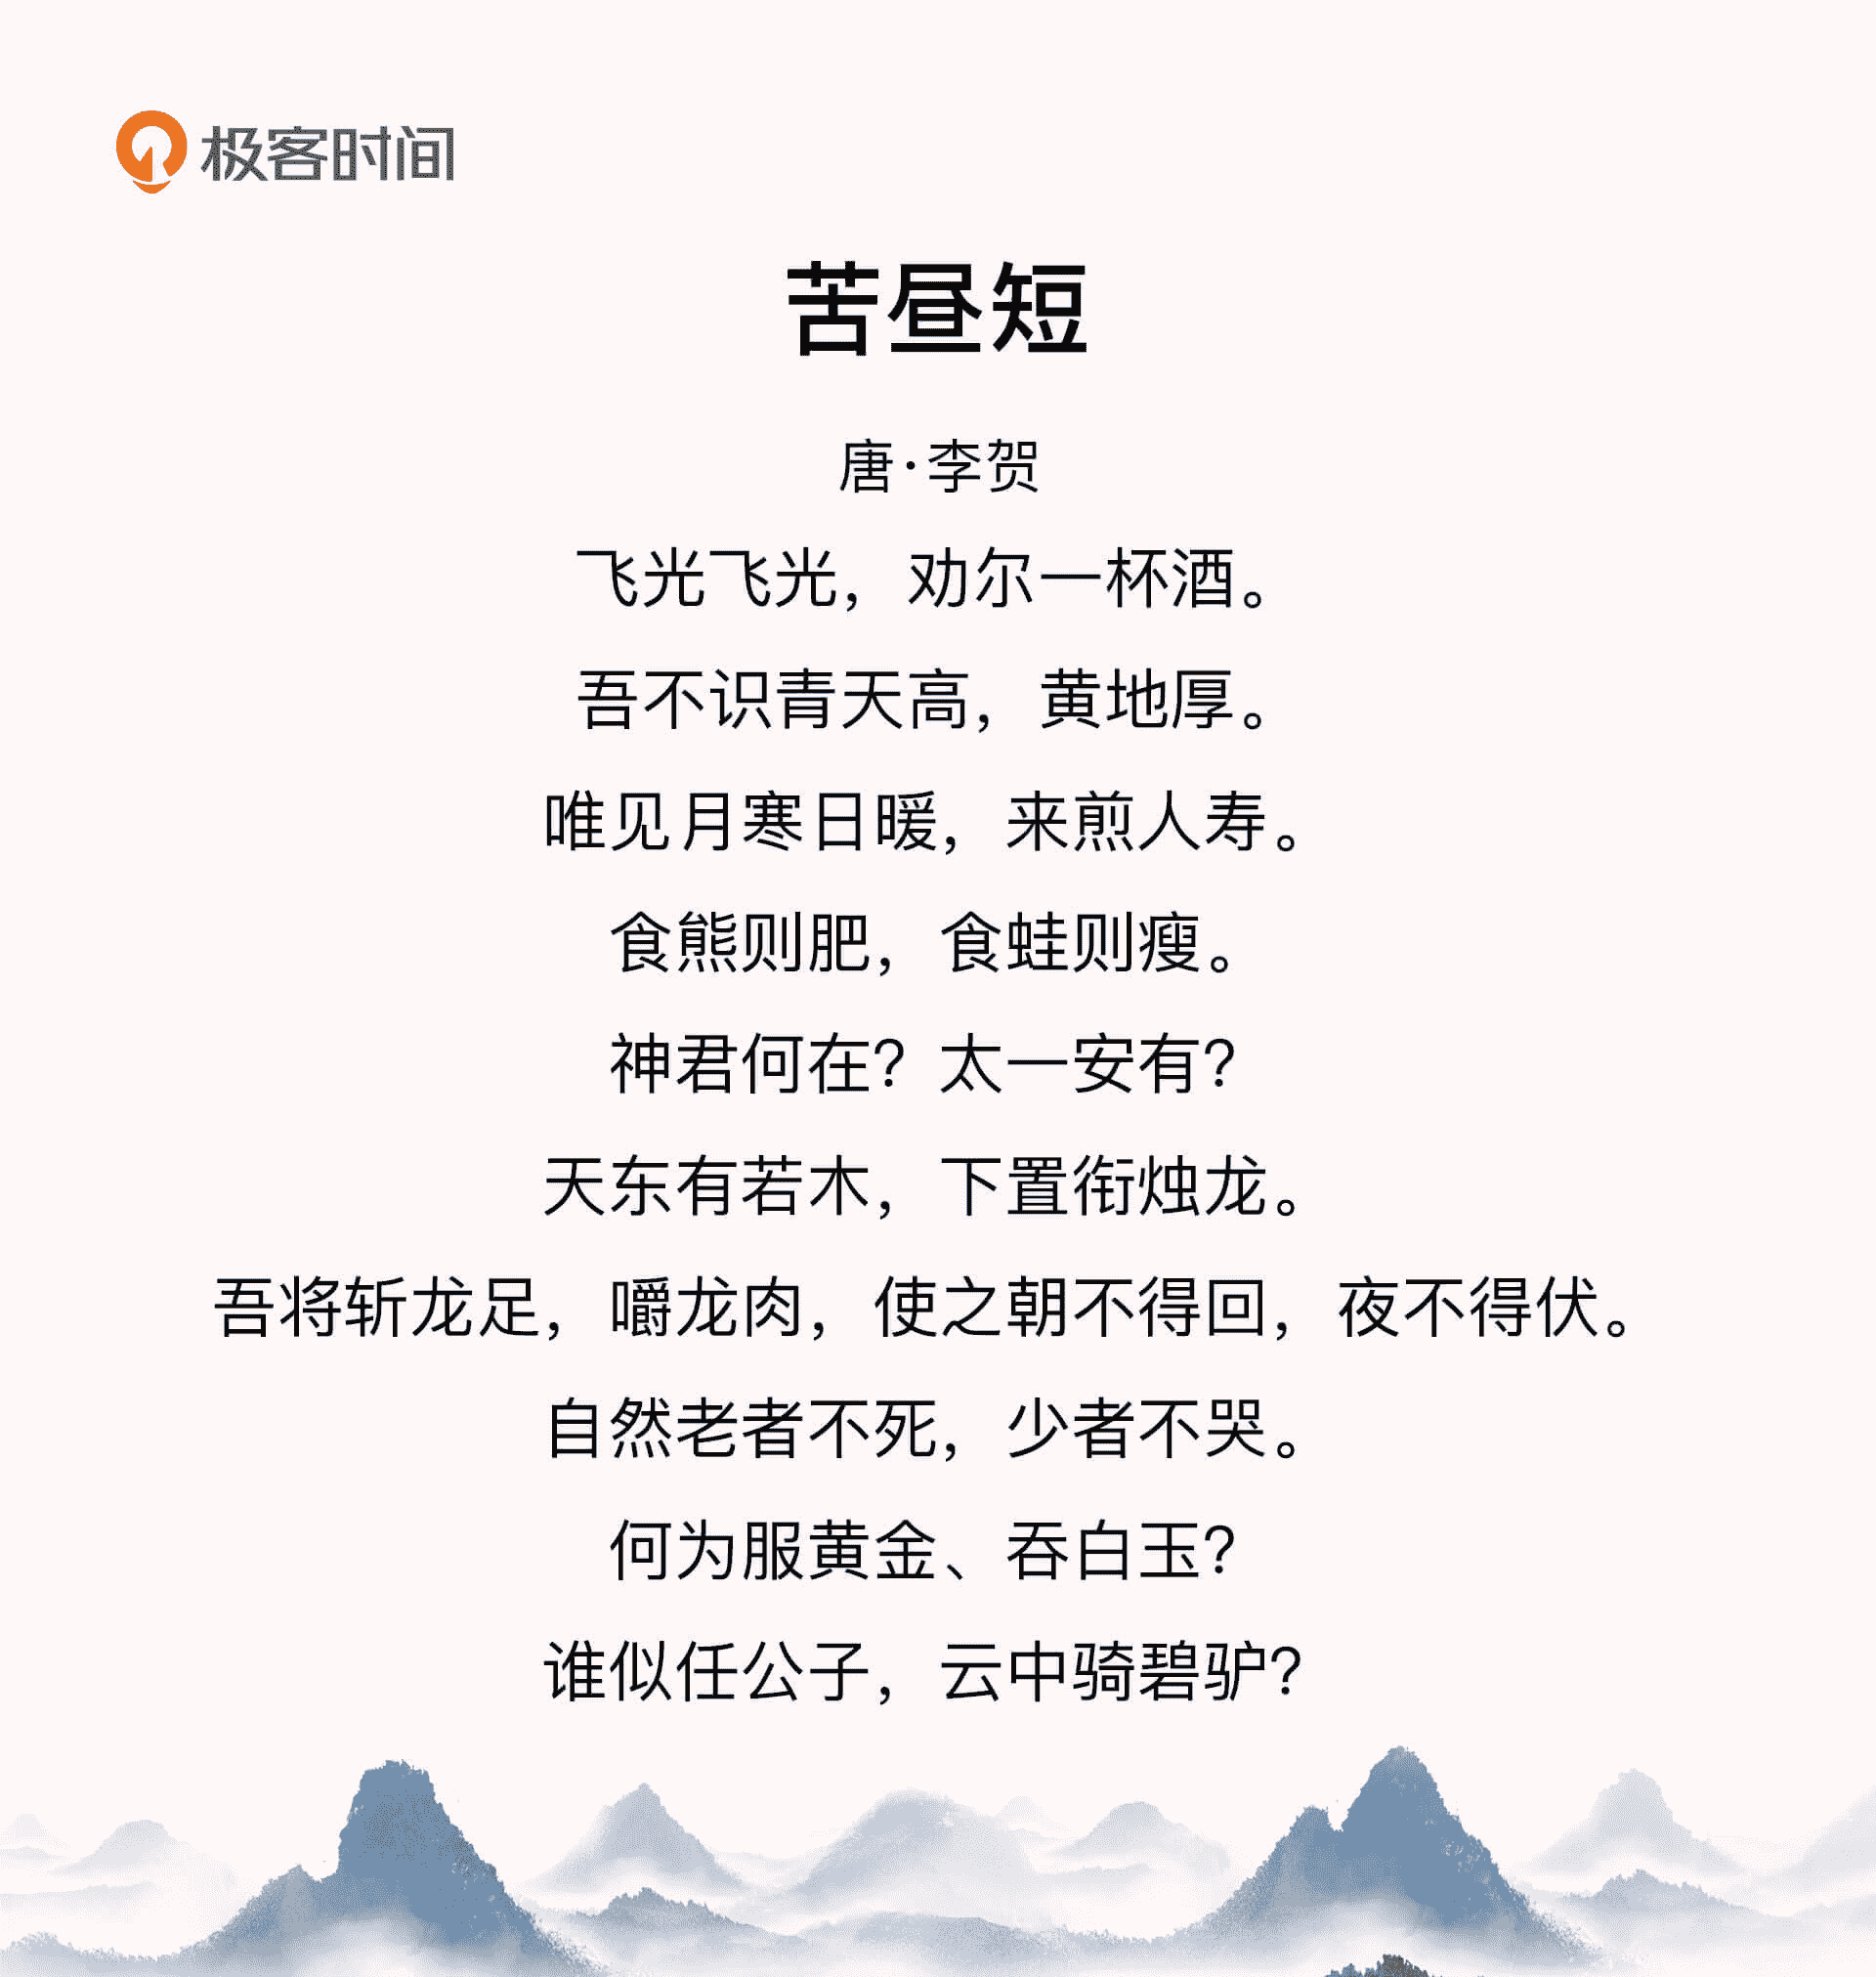 极客时间
苦昼短
唐·李贺
飞光飞光，劝尔一杯酒。
吾不识青天高，黄地厚。
唯见月寒日暖，来煎人寿。
食熊则肥，食蛙则瘦。
神君何在？太一安有？
天东有若木，下置衔烛龙。
吾将斩龙足，嚼龙肉，使之朝不得回，夜不得伏。
自然老者不死，少者不哭。
何为服黄金、吞白玉？
谁似任公子，云中骑碧驴？